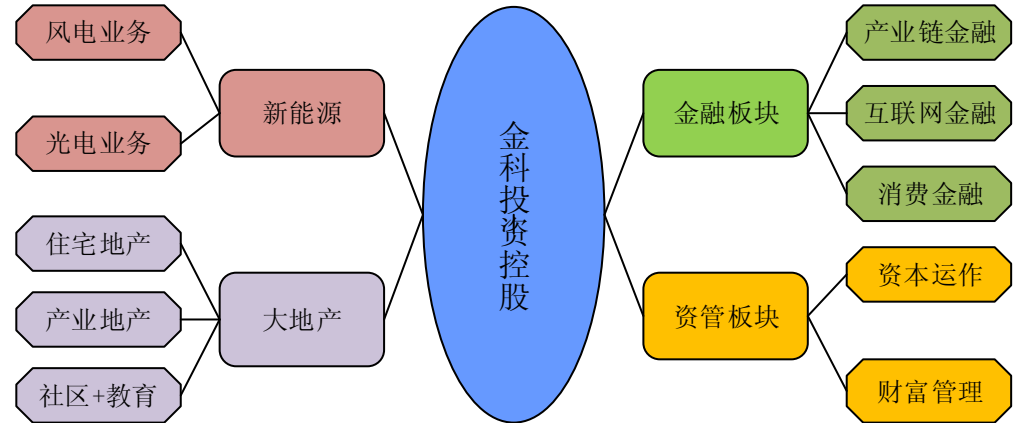 风电业务
光电业务
新能源
住宅地产
产业地产
社区+教育
大地产
金科投资控股
金融板块
产业链金融
互联网金融
消费金融
资管板块
资本运作
财富管理